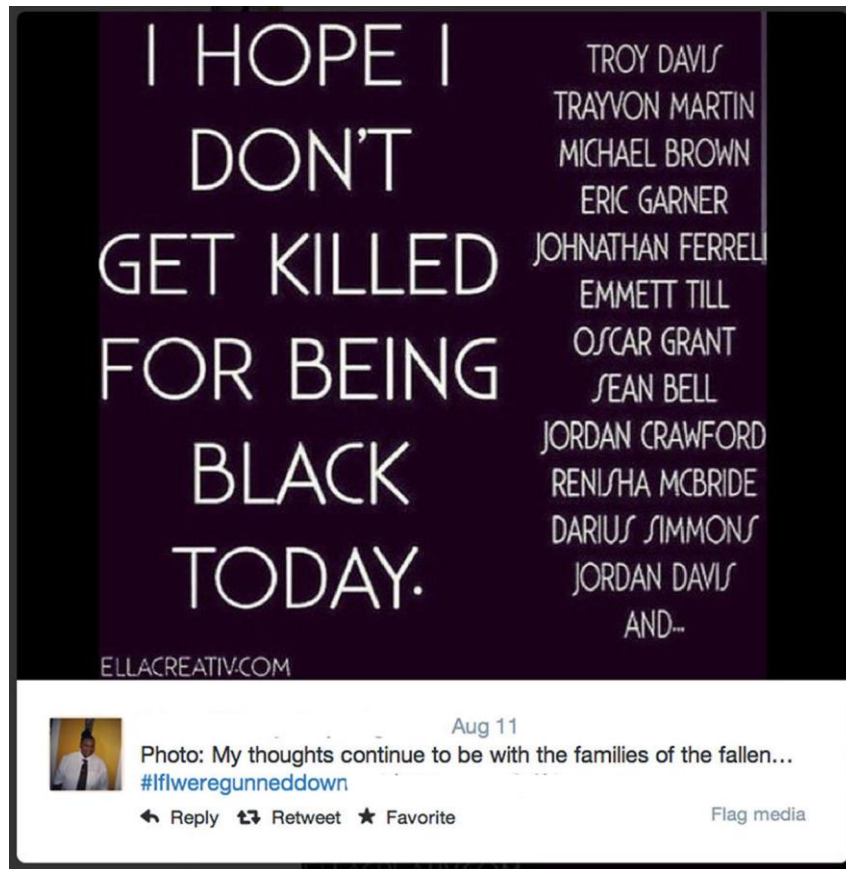 I HOPE I
DON'T
GET KILLED
FOR BEING
BLACK
TODAY.
ELLACREATIV.COM
TROY DAVIS
TRAYVON MARTIN
MICHAEL BROWN
ERIC GARNER
JOHNATHAN FERRELL
EMMETT TILL
OSCAR GRANT
SEAN BELL
JORDAN CRAWFORD
RENISHA MCBRIDE
DARIUS SIMMONS
JORDAN DAVIS
AND...
Aug 11
Photo: My thoughts continue to be with the families of the fallen...
#IfIweregunneddown
Reply Retweet Favorite Flag media